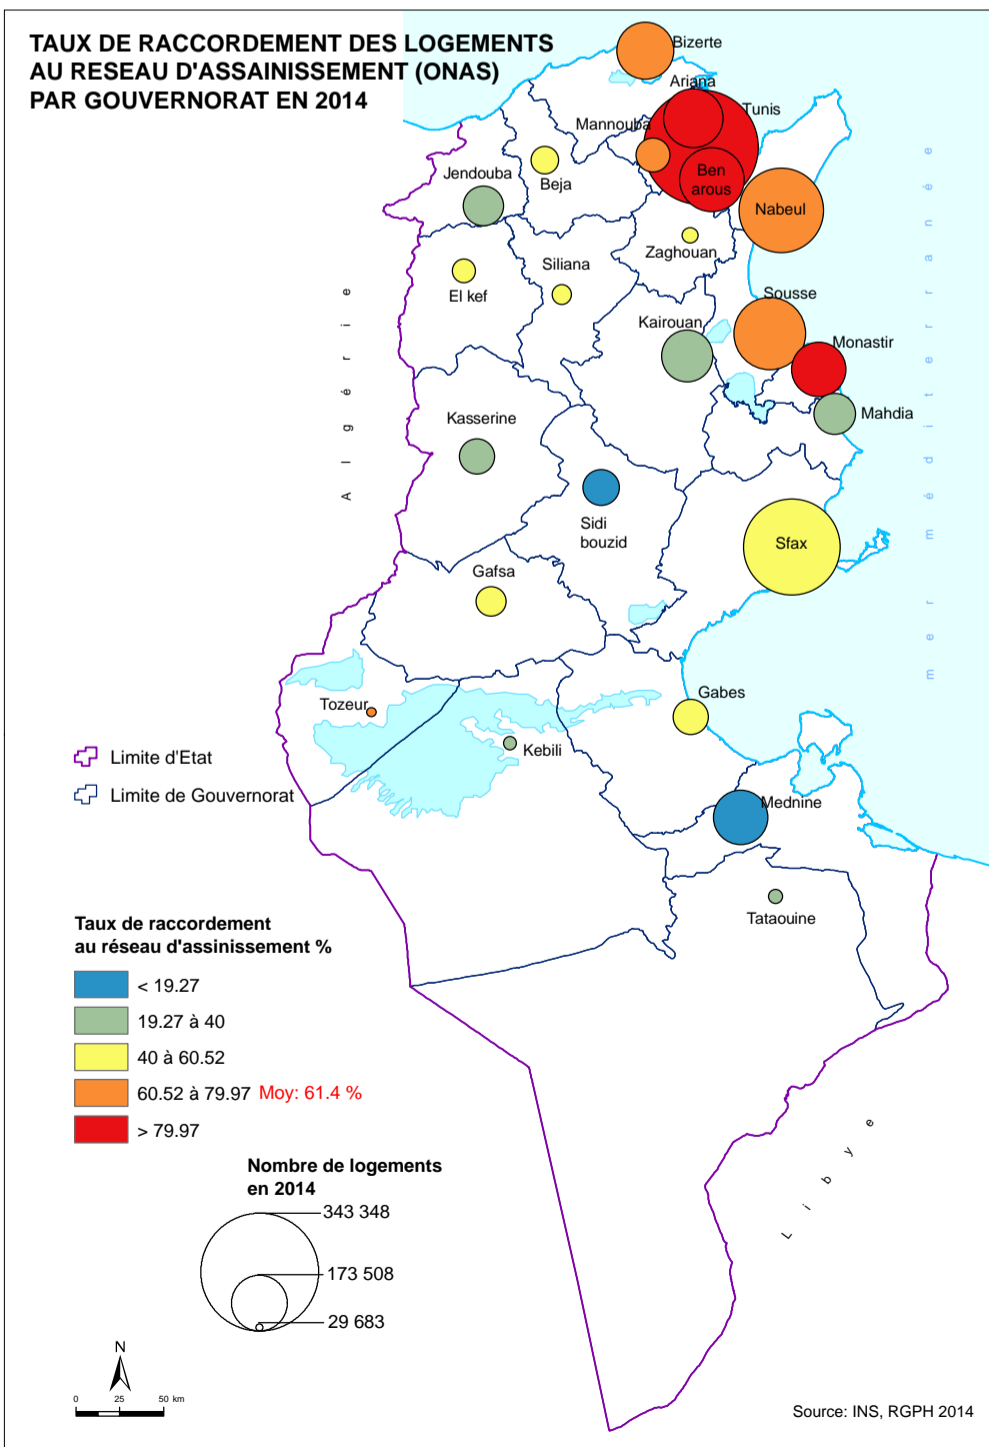 TAUX DE RACCORDEMENT DES LOGEMENTS
AU RESEAU D'ASSAINISSEMENT (ONAS)
PAR GOUVERNORAT EN 2014
Bizerte
Ariana
Tunis
Mannouba
Ben
arous
Beja
Jendouba
Nabeul
Zaghouan
Siliana
El kef
Sousse
Kairouan
Monastir
Mahdia
Kasserine
Sidi
bouzid
Sfax
Gafsa
Tozeur
Kebili
Gabes
Mednine
Tataouine
Algérie
mer méditerranée
Libye
Limite d'Etat
Limite de Gouvernorat
Taux de raccordement
au réseau d'assinissement %
< 19.27
19.27 à 40
40 à 60.52
60.52 à 79.97 Moy: 61.4 %
> 79.97
Nombre de logements
en 2014
343 348
173 508
29 683
N
0 25 50 km
Source: INS, RGPH 2014